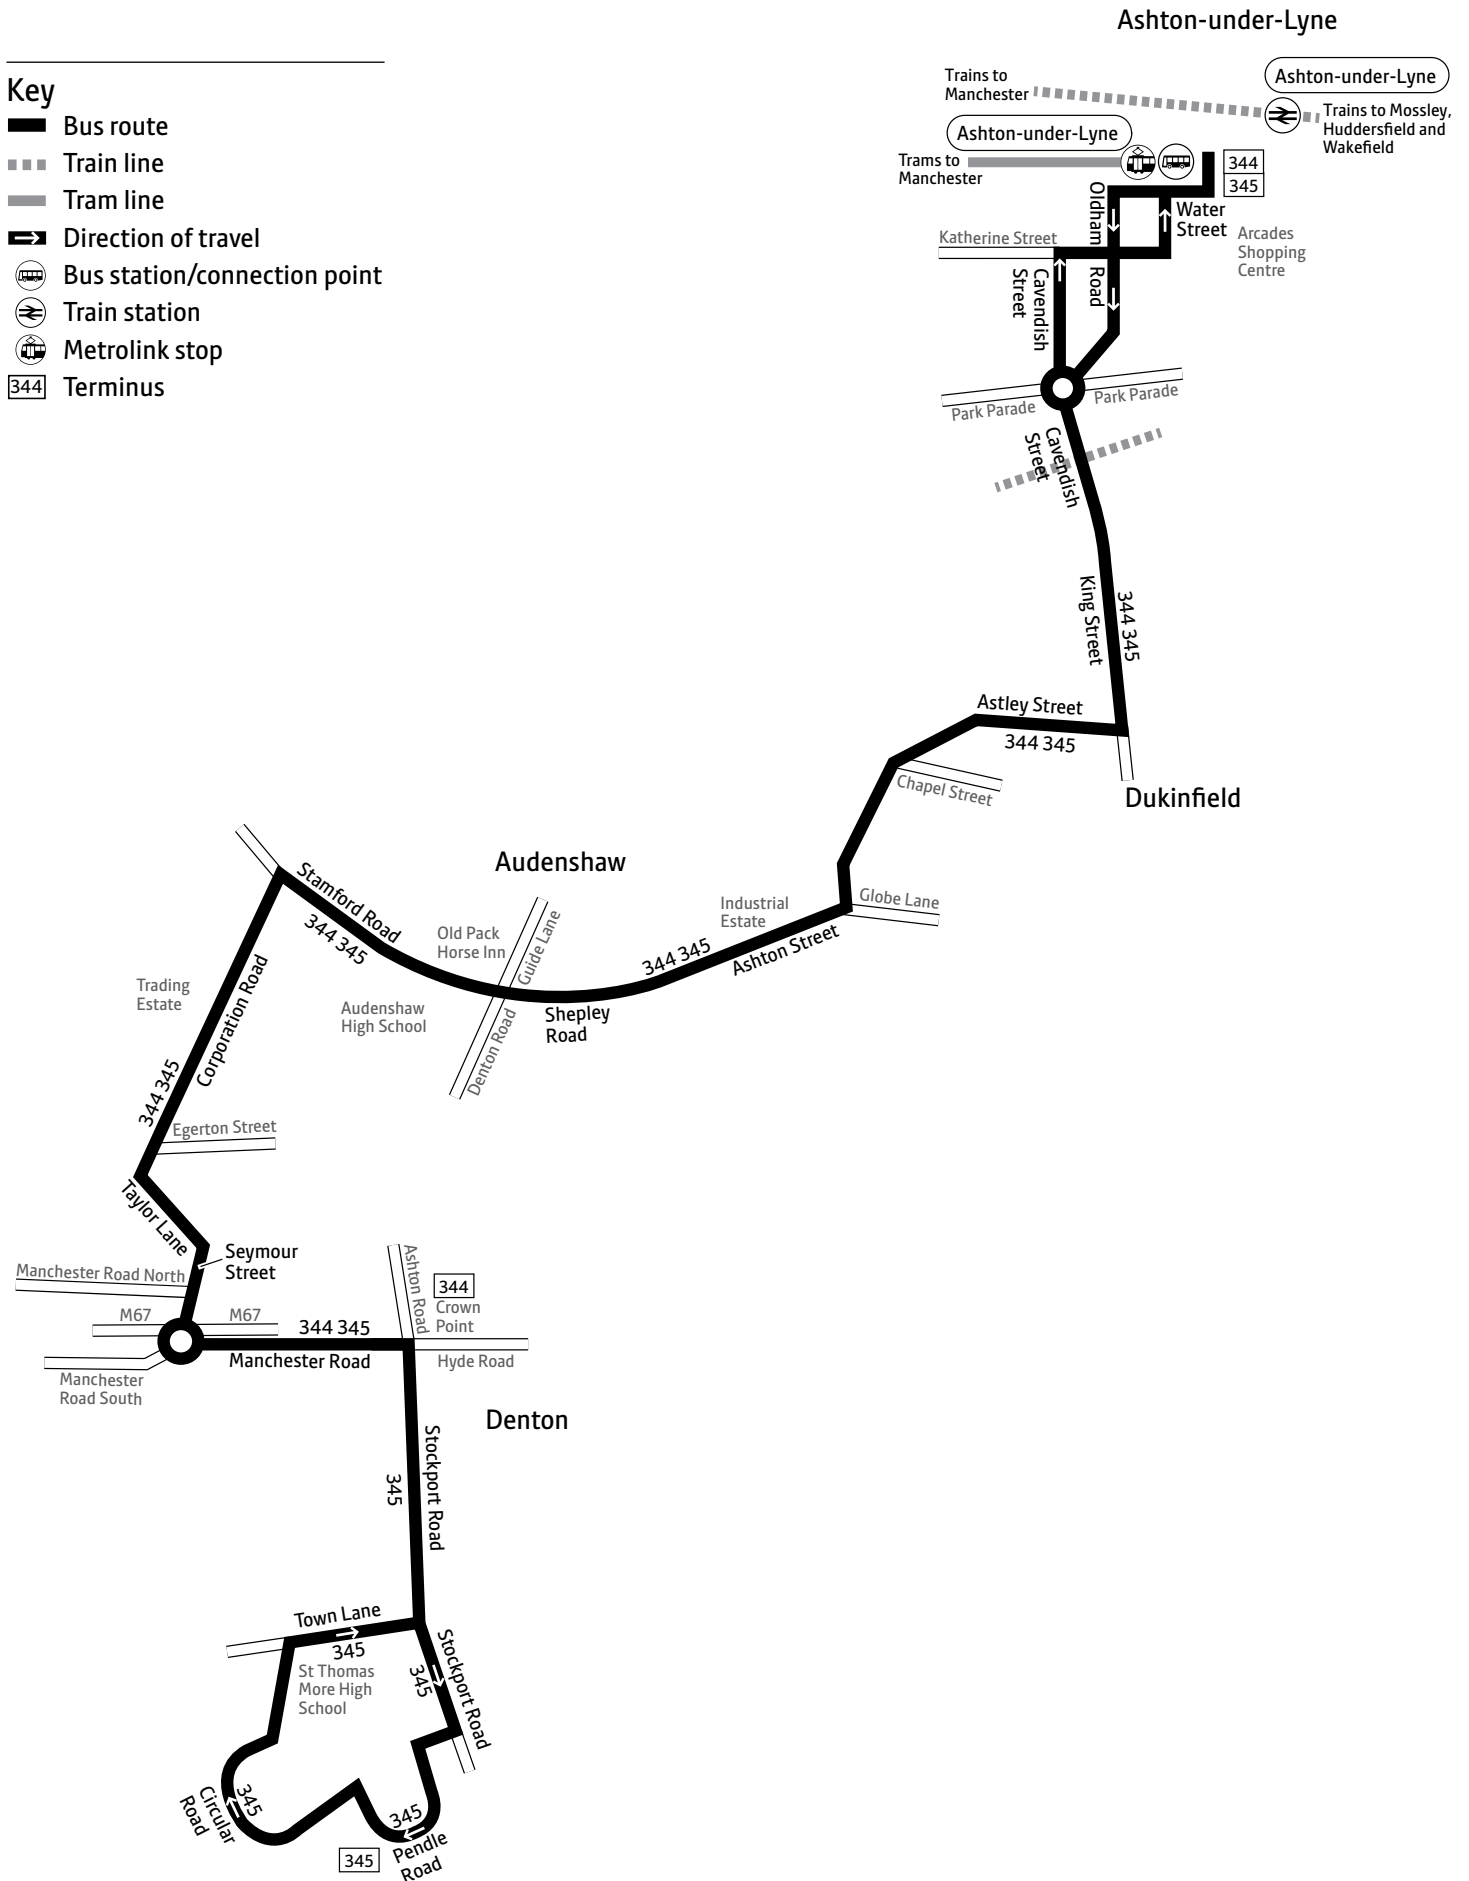 Ashton-under-Lyne
Key
Bus route
Train line
Tram line
Direction of travel
Bus station/connection point
Train station
Metrolink stop
344 Terminus
Trains to
Manchester
Ashton-under-Lyne
Trains to Mossley,
Huddersfield and
Wakefield
Ashton-under-Lyne
Trams to
Manchester
344
345
Oldham
Road
Water
Street
Arcades
Shopping
Centre
Katherine Street
Cavendish
Street
Park Parade
Park Parade
Cavendish
Street
King Street
344 345
Astley Street
344 345
Chapel Street
Dukinfield
Globe Lane
Industrial
Estate
Ashton Street
344 345
Audenshaw
Guide Lane
Old Pack
Horse Inn
Shepley
Road
Denton Road
Audenshaw
High School
Stamford Road
344 345
Trading
Estate
Corporation Road
344 345
Egerton Street
Taylor Lane
Seymour
Street
Manchester Road North
M67
M67
Manchester
Road South
344 345
Manchester Road
Ashton Road
344
Crown
Point
Hyde Road
Denton
Stockport Road
345
Town Lane
345
St Thomas
More High
School
Stockport Road
345
Circular
Road
345
345
Pendle
Road
345